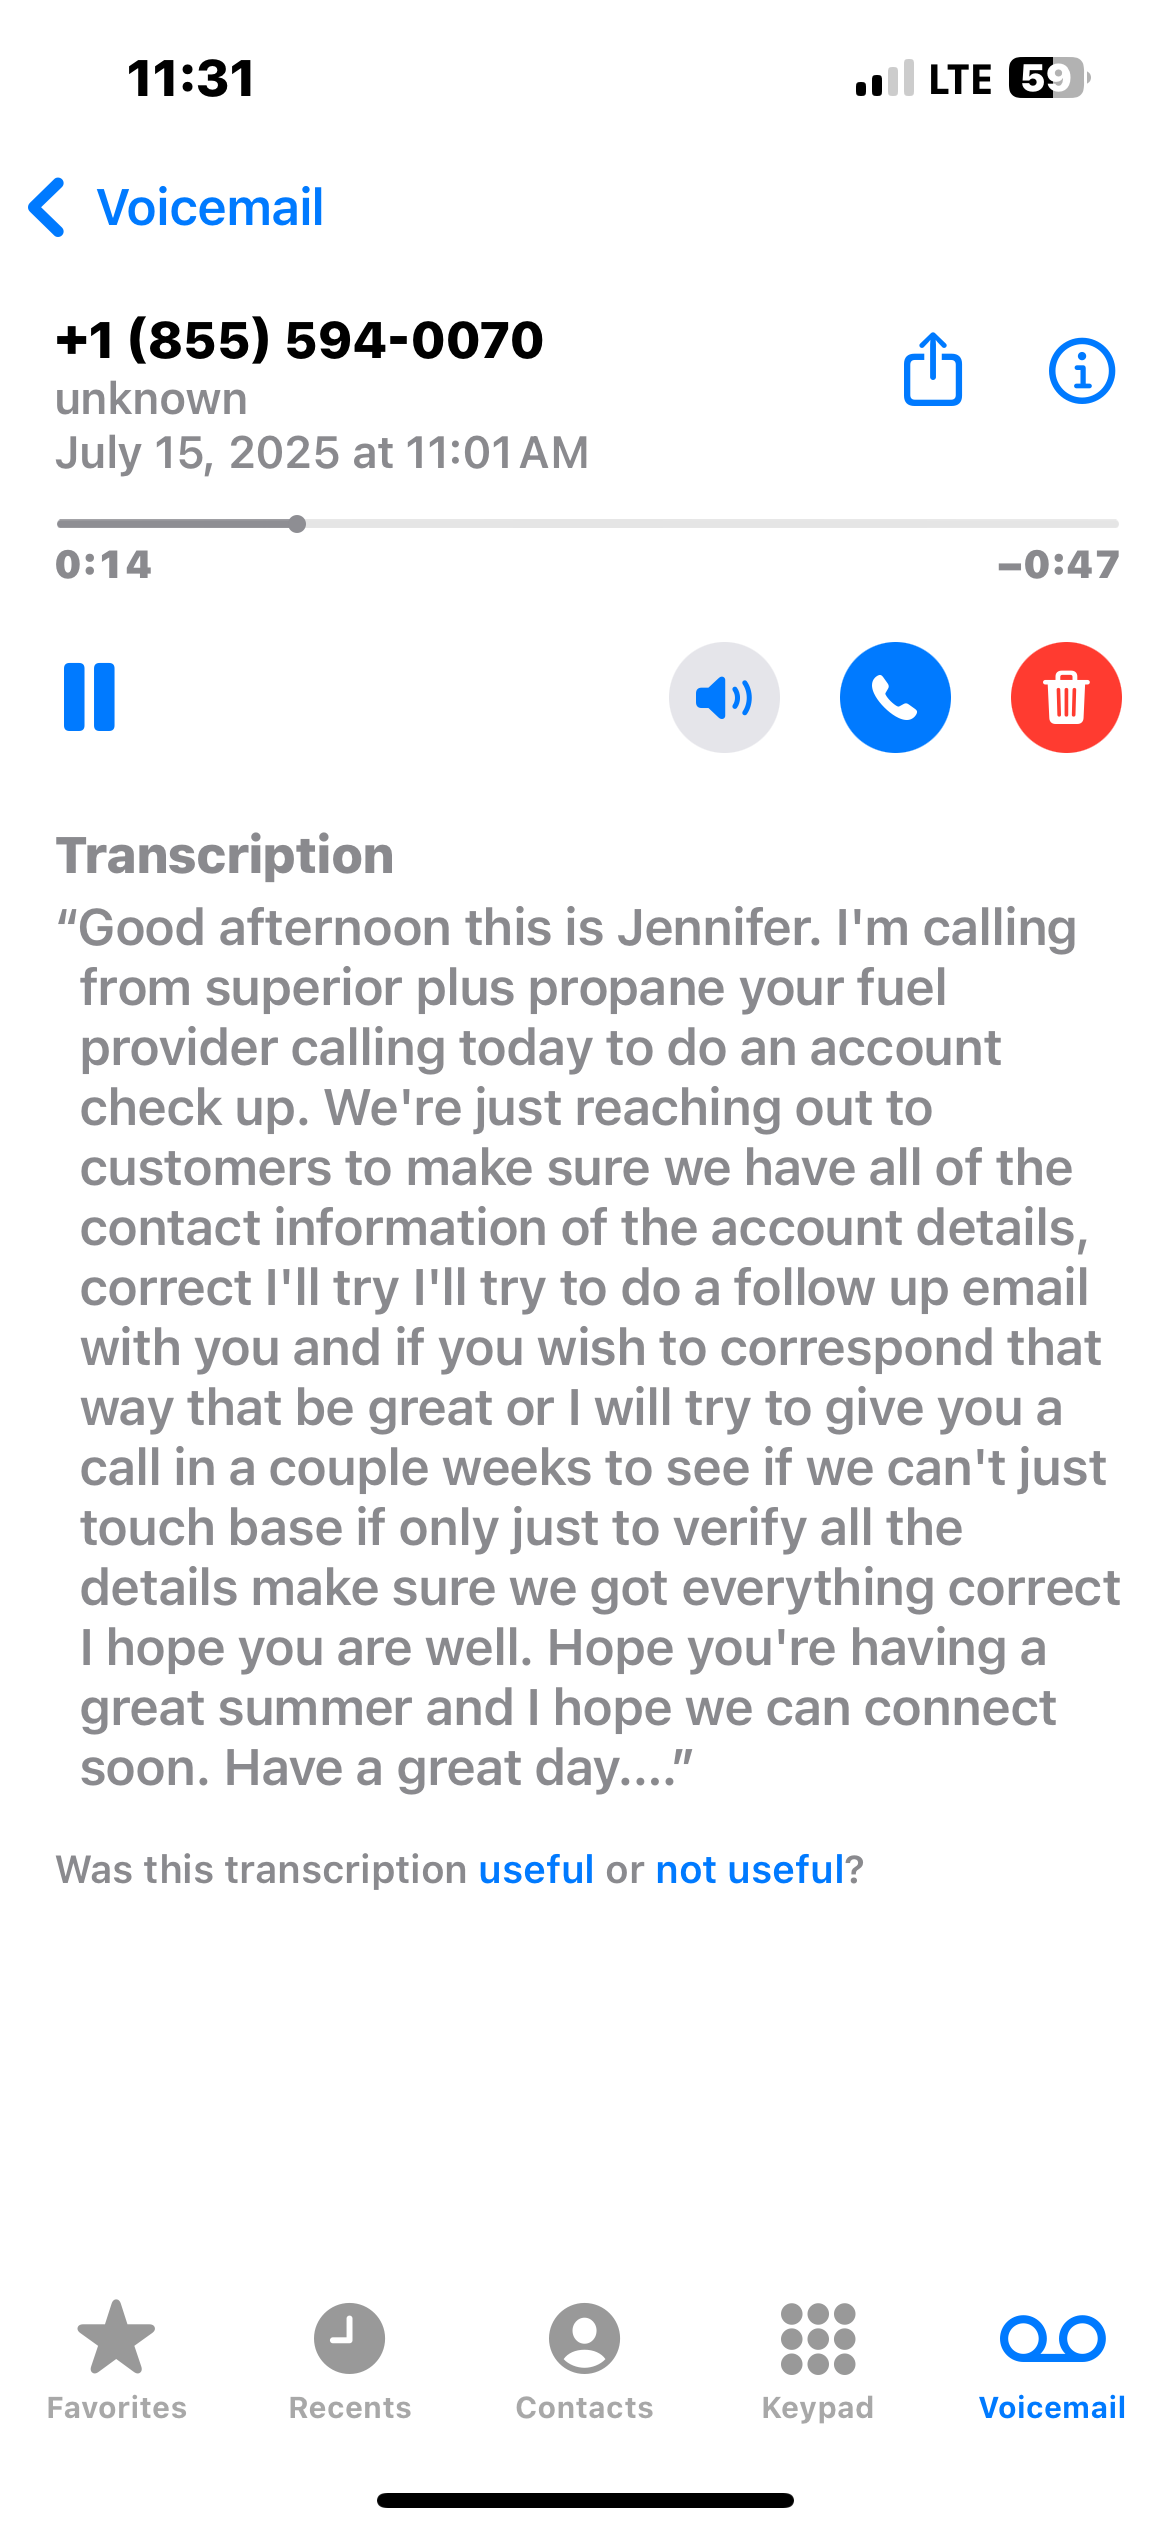 11:31
LTE 59
Voicemail
+1 (855) 594-0070
unknown
July 15, 2025 at 11:01 AM
0:14 −0:47
Transcription
“Good afternoon this is Jennifer. I'm calling
from superior plus propane your fuel
provider calling today to do an account
check up. We're just reaching out to
customers to make sure we have all of the
contact information of the account details,
correct I'll try I'll try to do a follow up email
with you and if you wish to correspond that
way that be great or I will try to give you a
call in a couple weeks to see if we can't just
touch base if only just to verify all the
details make sure we got everything correct
I hope you are well. Hope you're having a
great summer and I hope we can connect
soon. Have a great day....”
Was this transcription useful or not useful?
Favorites Recents Contacts Keypad Voicemail